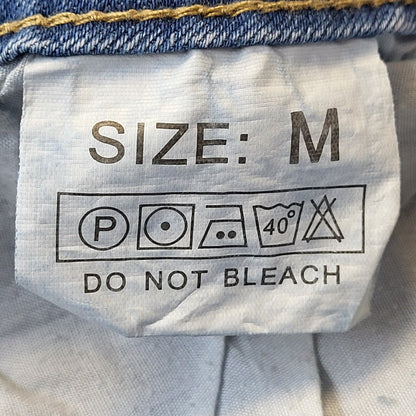 SIZE: M
P 40°
DO NOT BLEACH